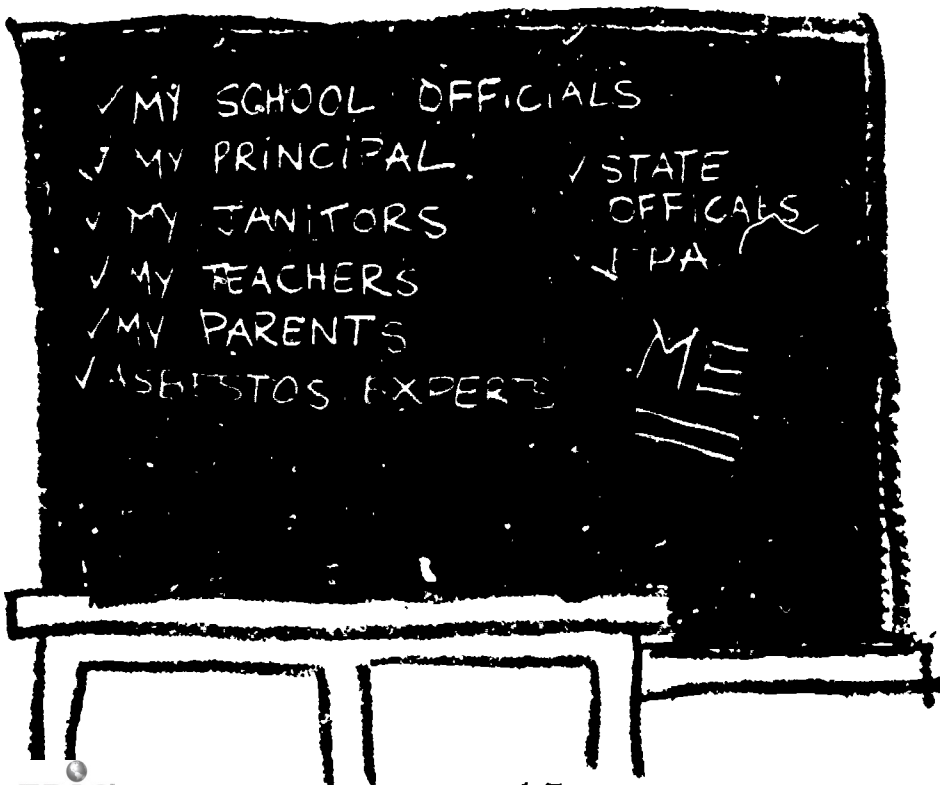 ✓ MY SCHOOL OFFICIALS
✓ MY PRINCIPAL
✓ MY JANITORS
✓ MY TEACHERS
✓ MY PARENTS
✓ ASBESTOS EXPERTS
✓ STATE
OFFICALS
✓ EPA
ME